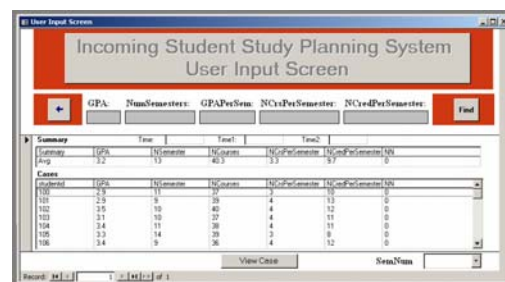 User Input Screen
Incoming Student Study Planning System
User Input Screen
GPA: NumSemesters: GPAPerSem: NCrsPerSemester: NCredPerSemester:
Find
Summary Time: Time1: Time2
Summary GPA NSemester NCourses NCrsPerSemester NCredPerSemester NN
Avg 3.2 13 40.3 3.3 9.7 0
Cases
studentId GPA NSemester NCourses NCrsPerSemester NCredPerSemester NN
100 2.9 11 37 3 10 0
101 2.9 9 39 4 13 0
102 3.5 10 40 4 12 0
103 3.1 10 37 4 11 0
104 3.4 11 38 4 11 0
105 3.3 14 39 3 8 0
106 3.4 9 36 4 12 0
View Case SemNum
Record: 1 of 1